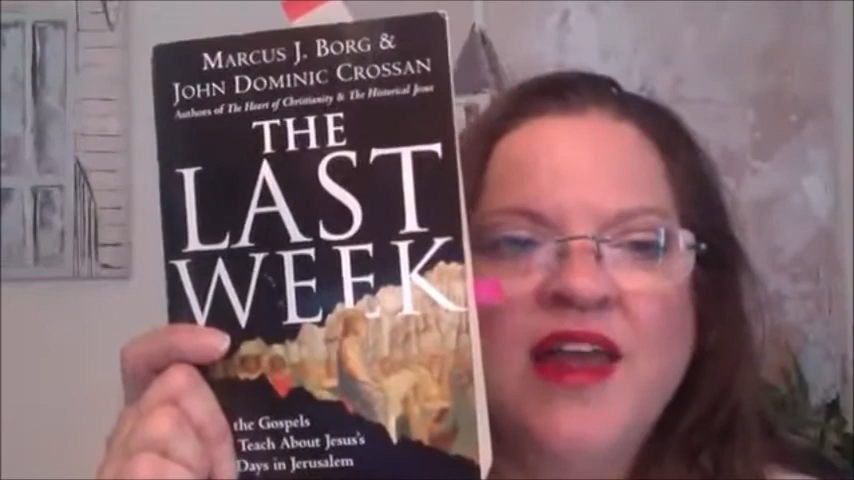 MARCUS J. BORG &
JOHN DOMINIC CROSSAN
Authors of The Heart of Christianity & The Historical Jesus
THE
LAST
WEEK
the Gospels
Teach About Jesus's
Days in Jerusalem